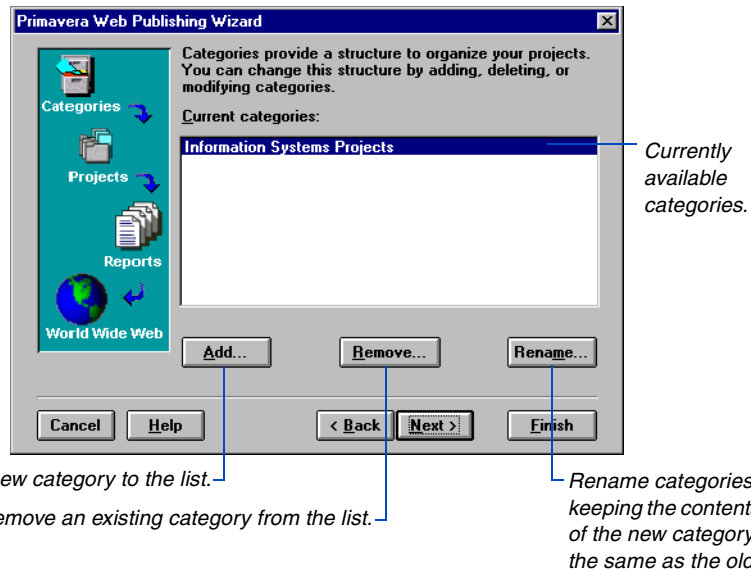 Primavera Web Publishing Wizard
Categories provide a structure to organize your projects.
You can change this structure by adding, deleting, or
modifying categories.
Categories
Current categories:
Information Systems Projects
Currently
available
categories.
Projects
Reports
World Wide Web
Add...
Remove...
Rename...
Cancel
Help
< Back
Next >
Finish
category to the list.
an existing category from the list.
Rename categories
keeping the
of the new category
the same as the old